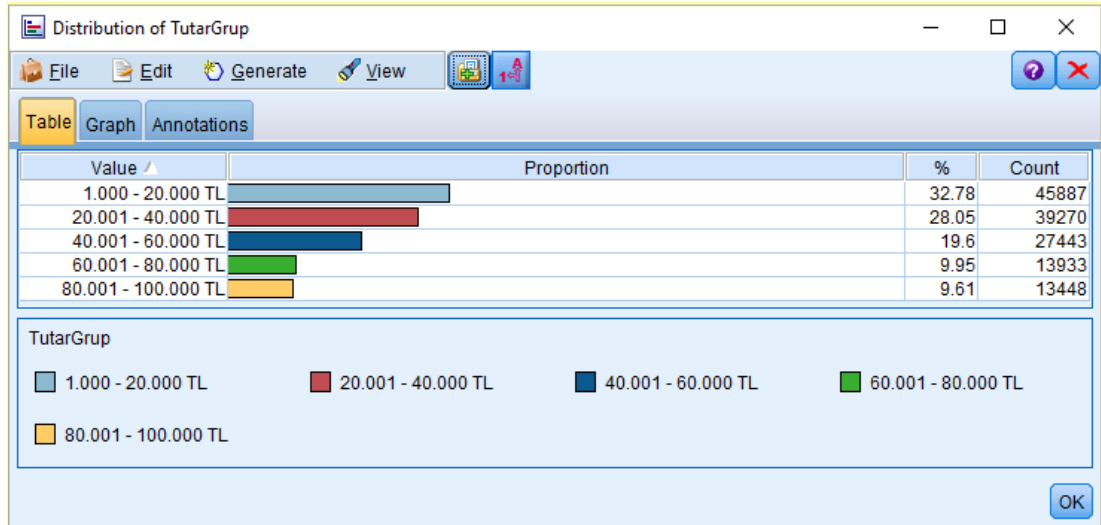 Distribution of TutarGrup
File Edit Generate View
Table Graph Annotations
Value Proportion % Count
1.000 - 20.000 TL 32.78 45887
20.001 - 40.000 TL 28.05 39270
40.001 - 60.000 TL 19.6 27443
60.001 - 80.000 TL 9.95 13933
80.001 - 100.000 TL 9.61 13448
TutarGrup
1.000 - 20.000 TL 20.001 - 40.000 TL 40.001 - 60.000 TL 60.001 - 80.000 TL
80.001 - 100.000 TL
OK